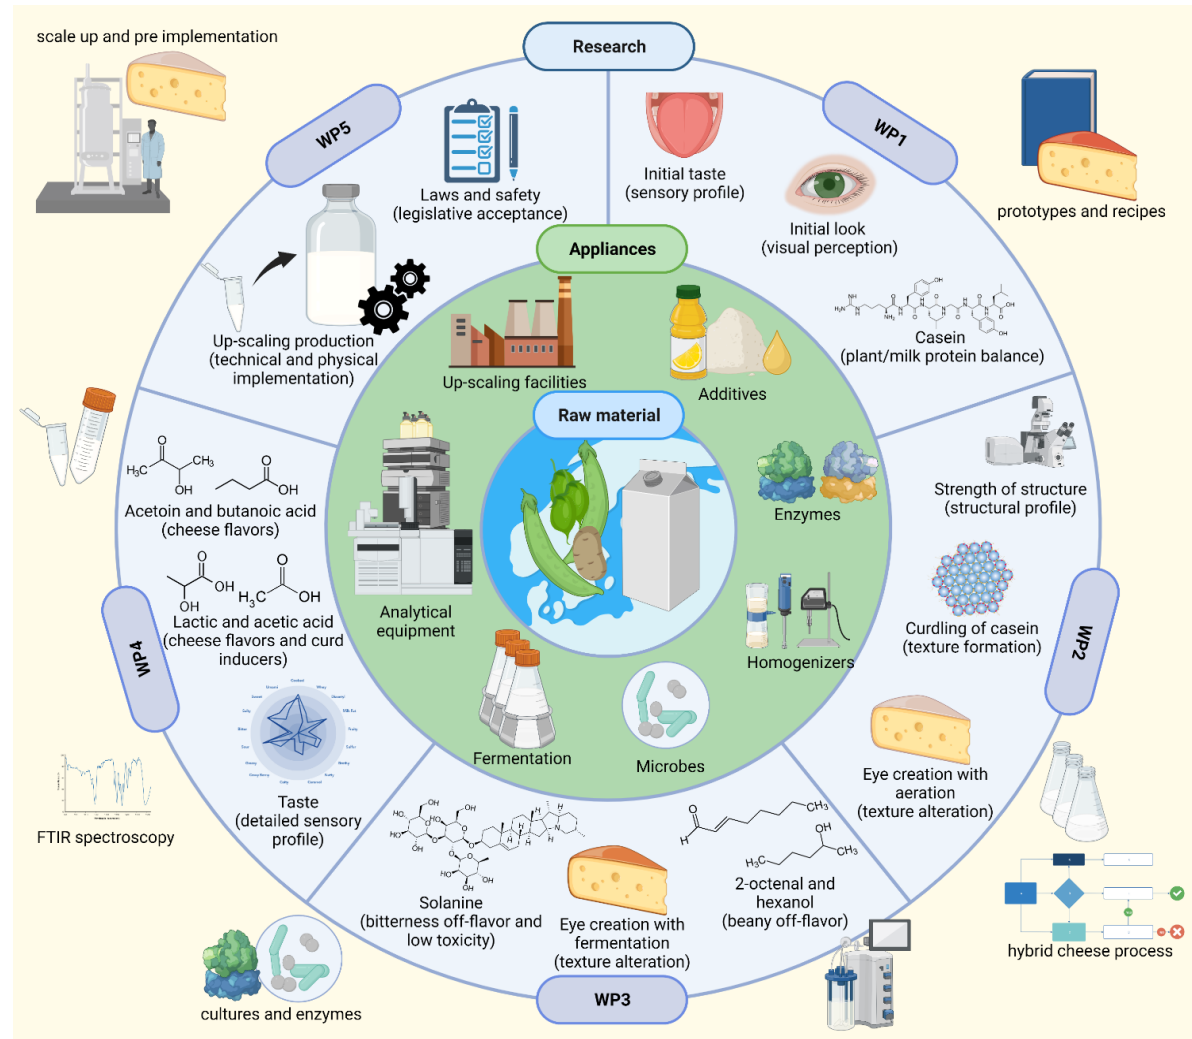 Research
scale up and pre implementation
WP5
WP1
Laws and safety
(legislative acceptance)
Initial taste
(sensory profile)
Initial look
(visual perception)
prototypes and recipes
Appliances
Up-scaling production
(technical and physical
implementation)
Up-scaling facilities
Additives
Casein
(plant/milk protein balance)
Raw material
Acetoin and butanoic acid
(cheese flavors)
Lactic and acetic acid
(cheese flavors and curd
inducers)
Analytical
equipment
Enzymes
Homogenizers
Strength of structure
(structural profile)
Curdling of casein
(texture formation)
WP4
WP2
Fermentation
Microbes
Taste
(detailed sensory
profile)
Eye creation with
aeration
(texture alteration)
FTIR spectroscopy
Solanine
(bitterness off-flavor and
low toxicity)
Eye creation with
fermentation
(texture alteration)
2-octenal and
hexanol
(beany off-flavor)
hybrid cheese process
WP3
cultures and enzymes
H₃C
O
CH₃
OH
O
OH
O
OH
OH
H₃C
O
OH
O
H
CH₃
OH
H₃C
CH₃